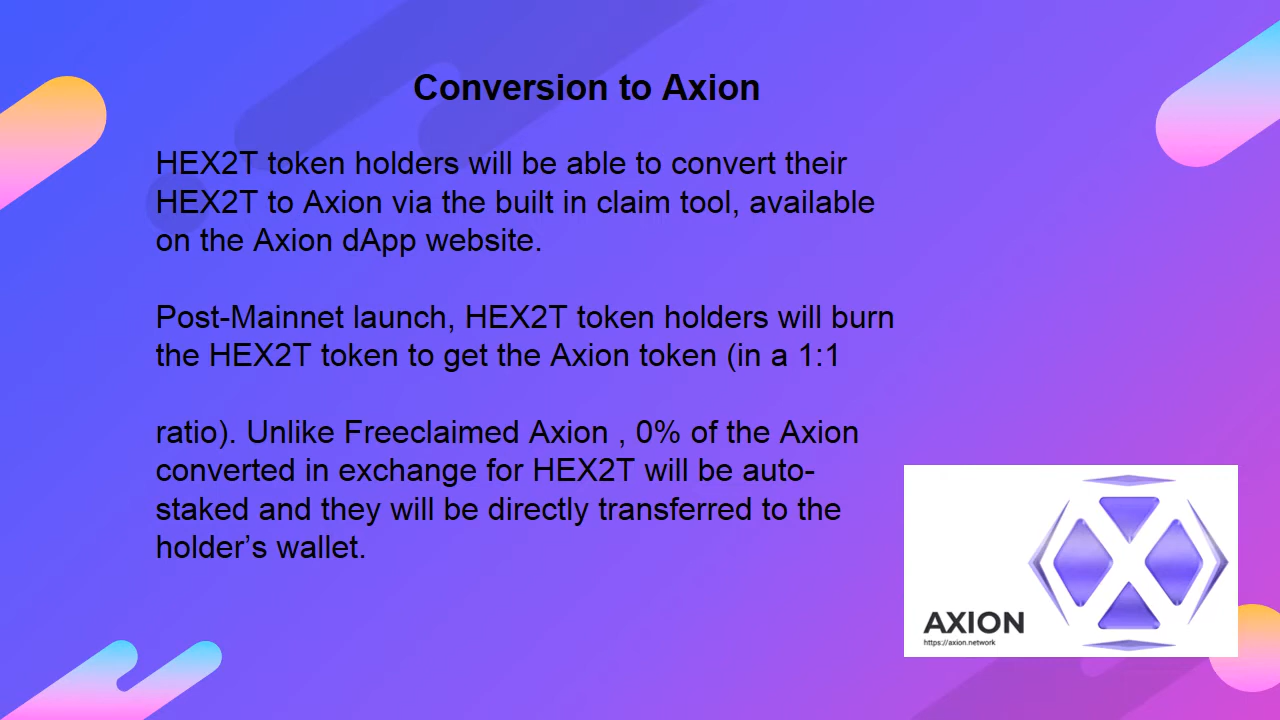 Conversion to Axion
HEX2T token holders will be able to convert their
HEX2T to Axion via the built in claim tool, available
on the Axion dApp website.
Post-Mainnet launch, HEX2T token holders will burn
the HEX2T token to get the Axion token (in a 1:1
ratio). Unlike Freeclaimed Axion , 0% of the Axion
converted in exchange for HEX2T will be auto-
staked and they will be directly transferred to the
holder’s wallet.
AXION
https://axion.network